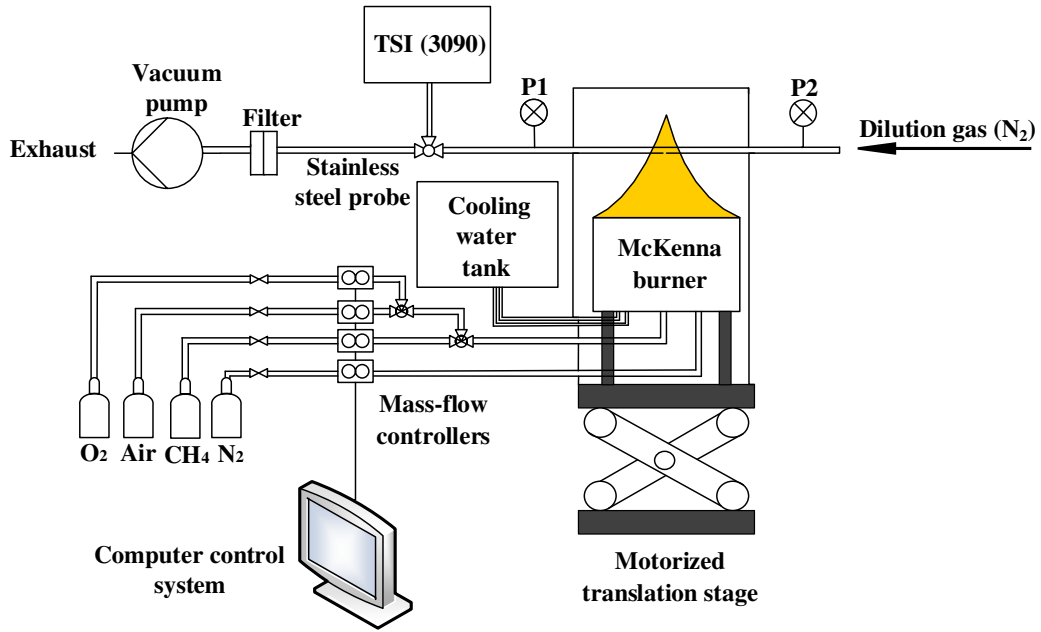 TSI (3090)
Vacuum
pump
Filter
P1
P2
Exhaust
Dilution gas (N₂)
Stainless
steel probe
Cooling
water
tank
McKenna
burner
Mass-flow
controllers
O₂ Air CH₄ N₂
Computer control
system
Motorized
translation stage